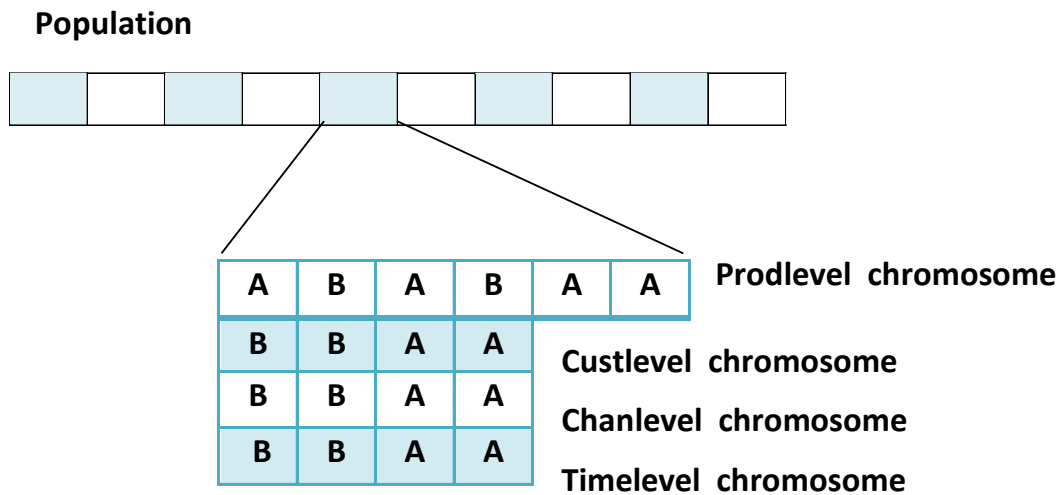 Population
A B A B A A Prodlevel chromosome
B B A A Custlevel chromosome
B B A A Chanlevel chromosome
B B A A Timelevel chromosome